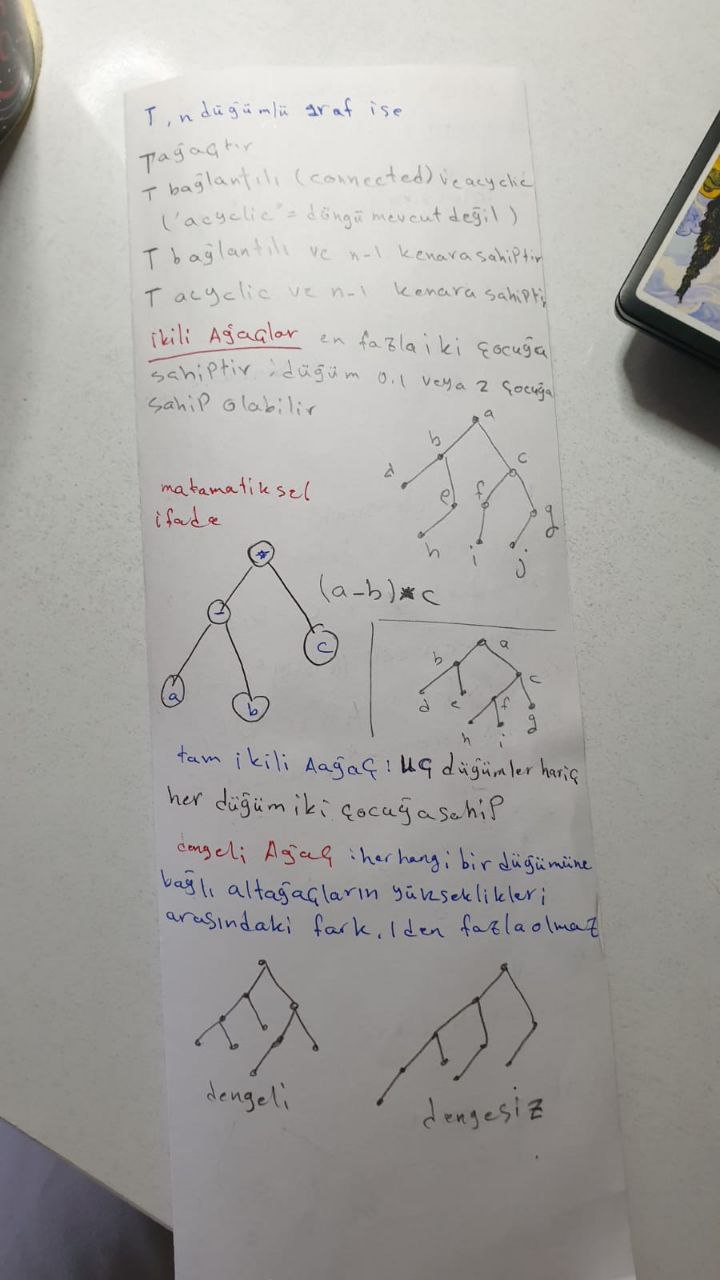 T, n düğümlü graf ise
T ağaçtır
T bağlantılı (connected) ve acyclic
("acyclic" = döngü mevcut değil)
T bağlantılı ve n-1 kenara sahiptir
T acyclic ve n-1 kenara sahipti
ikili Ağaçlar en fazla iki çocuğa
sahiptir : düğüm 0.1 veya 2 çocuğa
sahip olabilir
a
b
c
d
e
f
g
h
i
j
matamatiksel
ifade
*
(a-b)*c
-
c
a
b
a
b
c
d
e
f
g
h
i
tam ikili Aağaç : uç düğümler hariç
her düğüm iki çocuğa sahip
dengeli Ağaç : herhangi bir düğümüne
bağlı altağaçların yükseklikleri
arasındaki fark, 1den fazla olmaz
dengeli
dengesiz